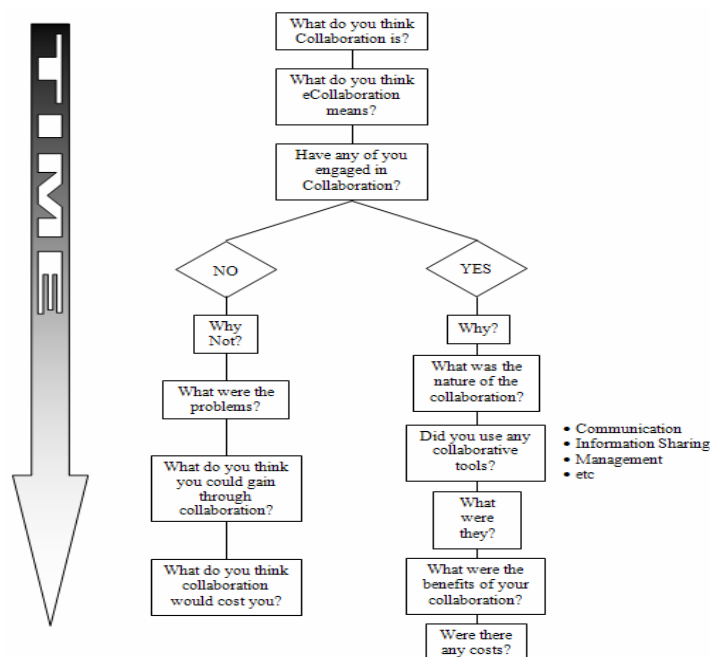 TIME
What do you think
Collaboration is?
What do you think
eCollaboration
means?
Have any of you
engaged in
Collaboration?
NO
Why
Not?
What were the
problems?
What do you think
you could gain
through
collaboration?
What do you think
collaboration
would cost you?
YES
Why?
What was the
nature of the
collaboration?
Did you use any
collaborative
tools?
• Communication
• Information Sharing
• Management
• etc
What
were
they?
What were the
benefits of your
collaboration?
Were there
any costs?